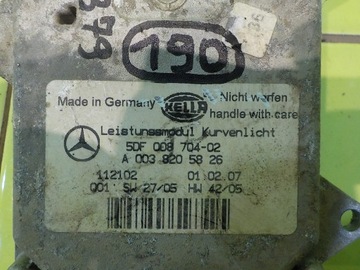 379
190
Made in Germany
HELLA
Nicht werfen
handle with care
Leistungsmodul Kurvenlicht
5DF 008 704-02
A 003 820 58 26
112102 01.02.07
001 SW 27/05 HW 42/05